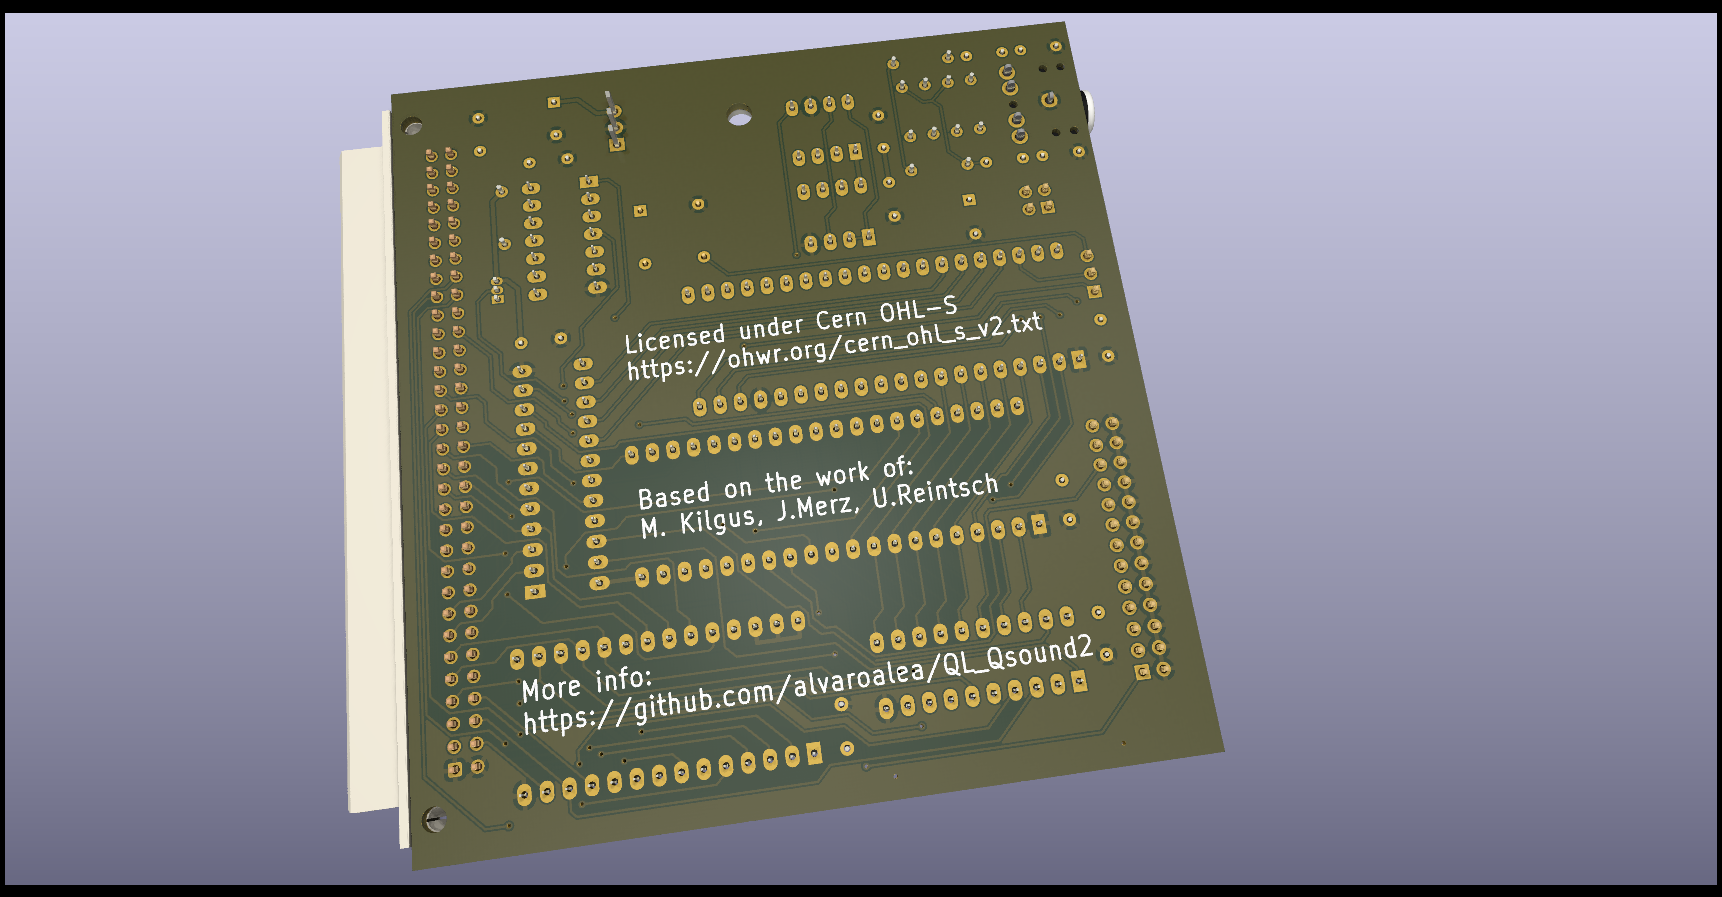 Licensed under Cern OHL-S
https://ohwr.org/cern_ohl_s_v2.txt
Based on the work of:
M. Kilgus, J.Merz, U.Reintsch
More info:
https://github.com/alvaroalea/QL_Qsound2